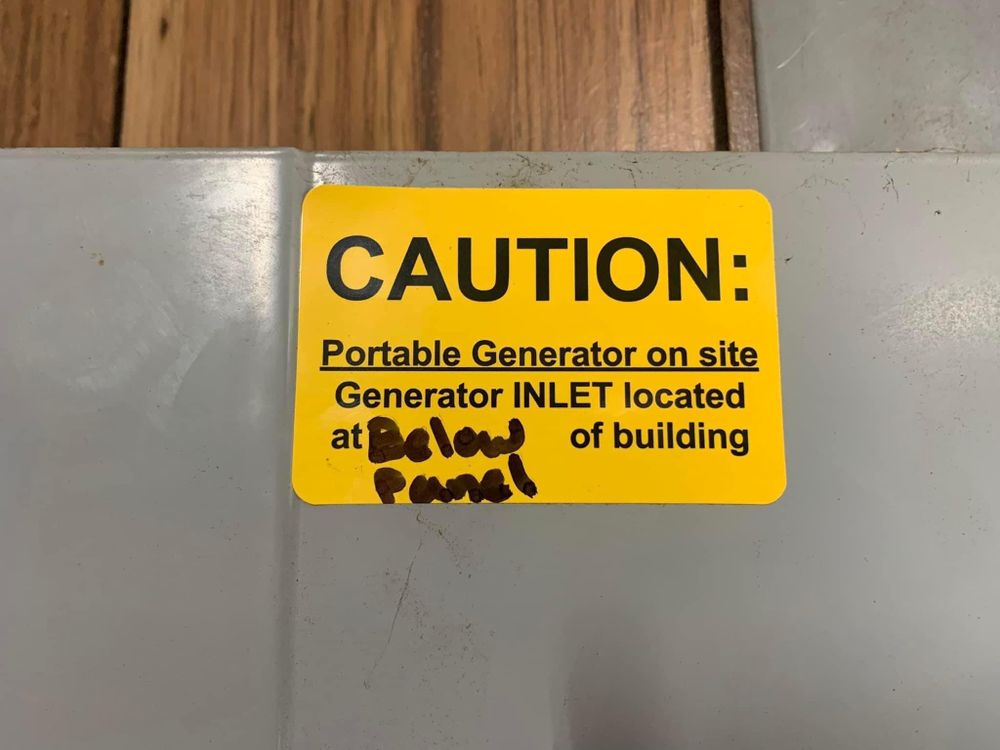 CAUTION:
Portable Generator on site
Generator INLET located
at Below of building
Panel